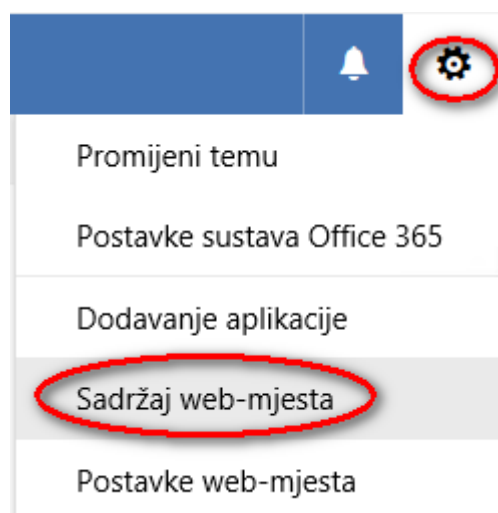 Promijeni temu
Postavke sustava Office 365
Dodavanje aplikacije
Sadržaj web-mjesta
Postavke web-mjesta